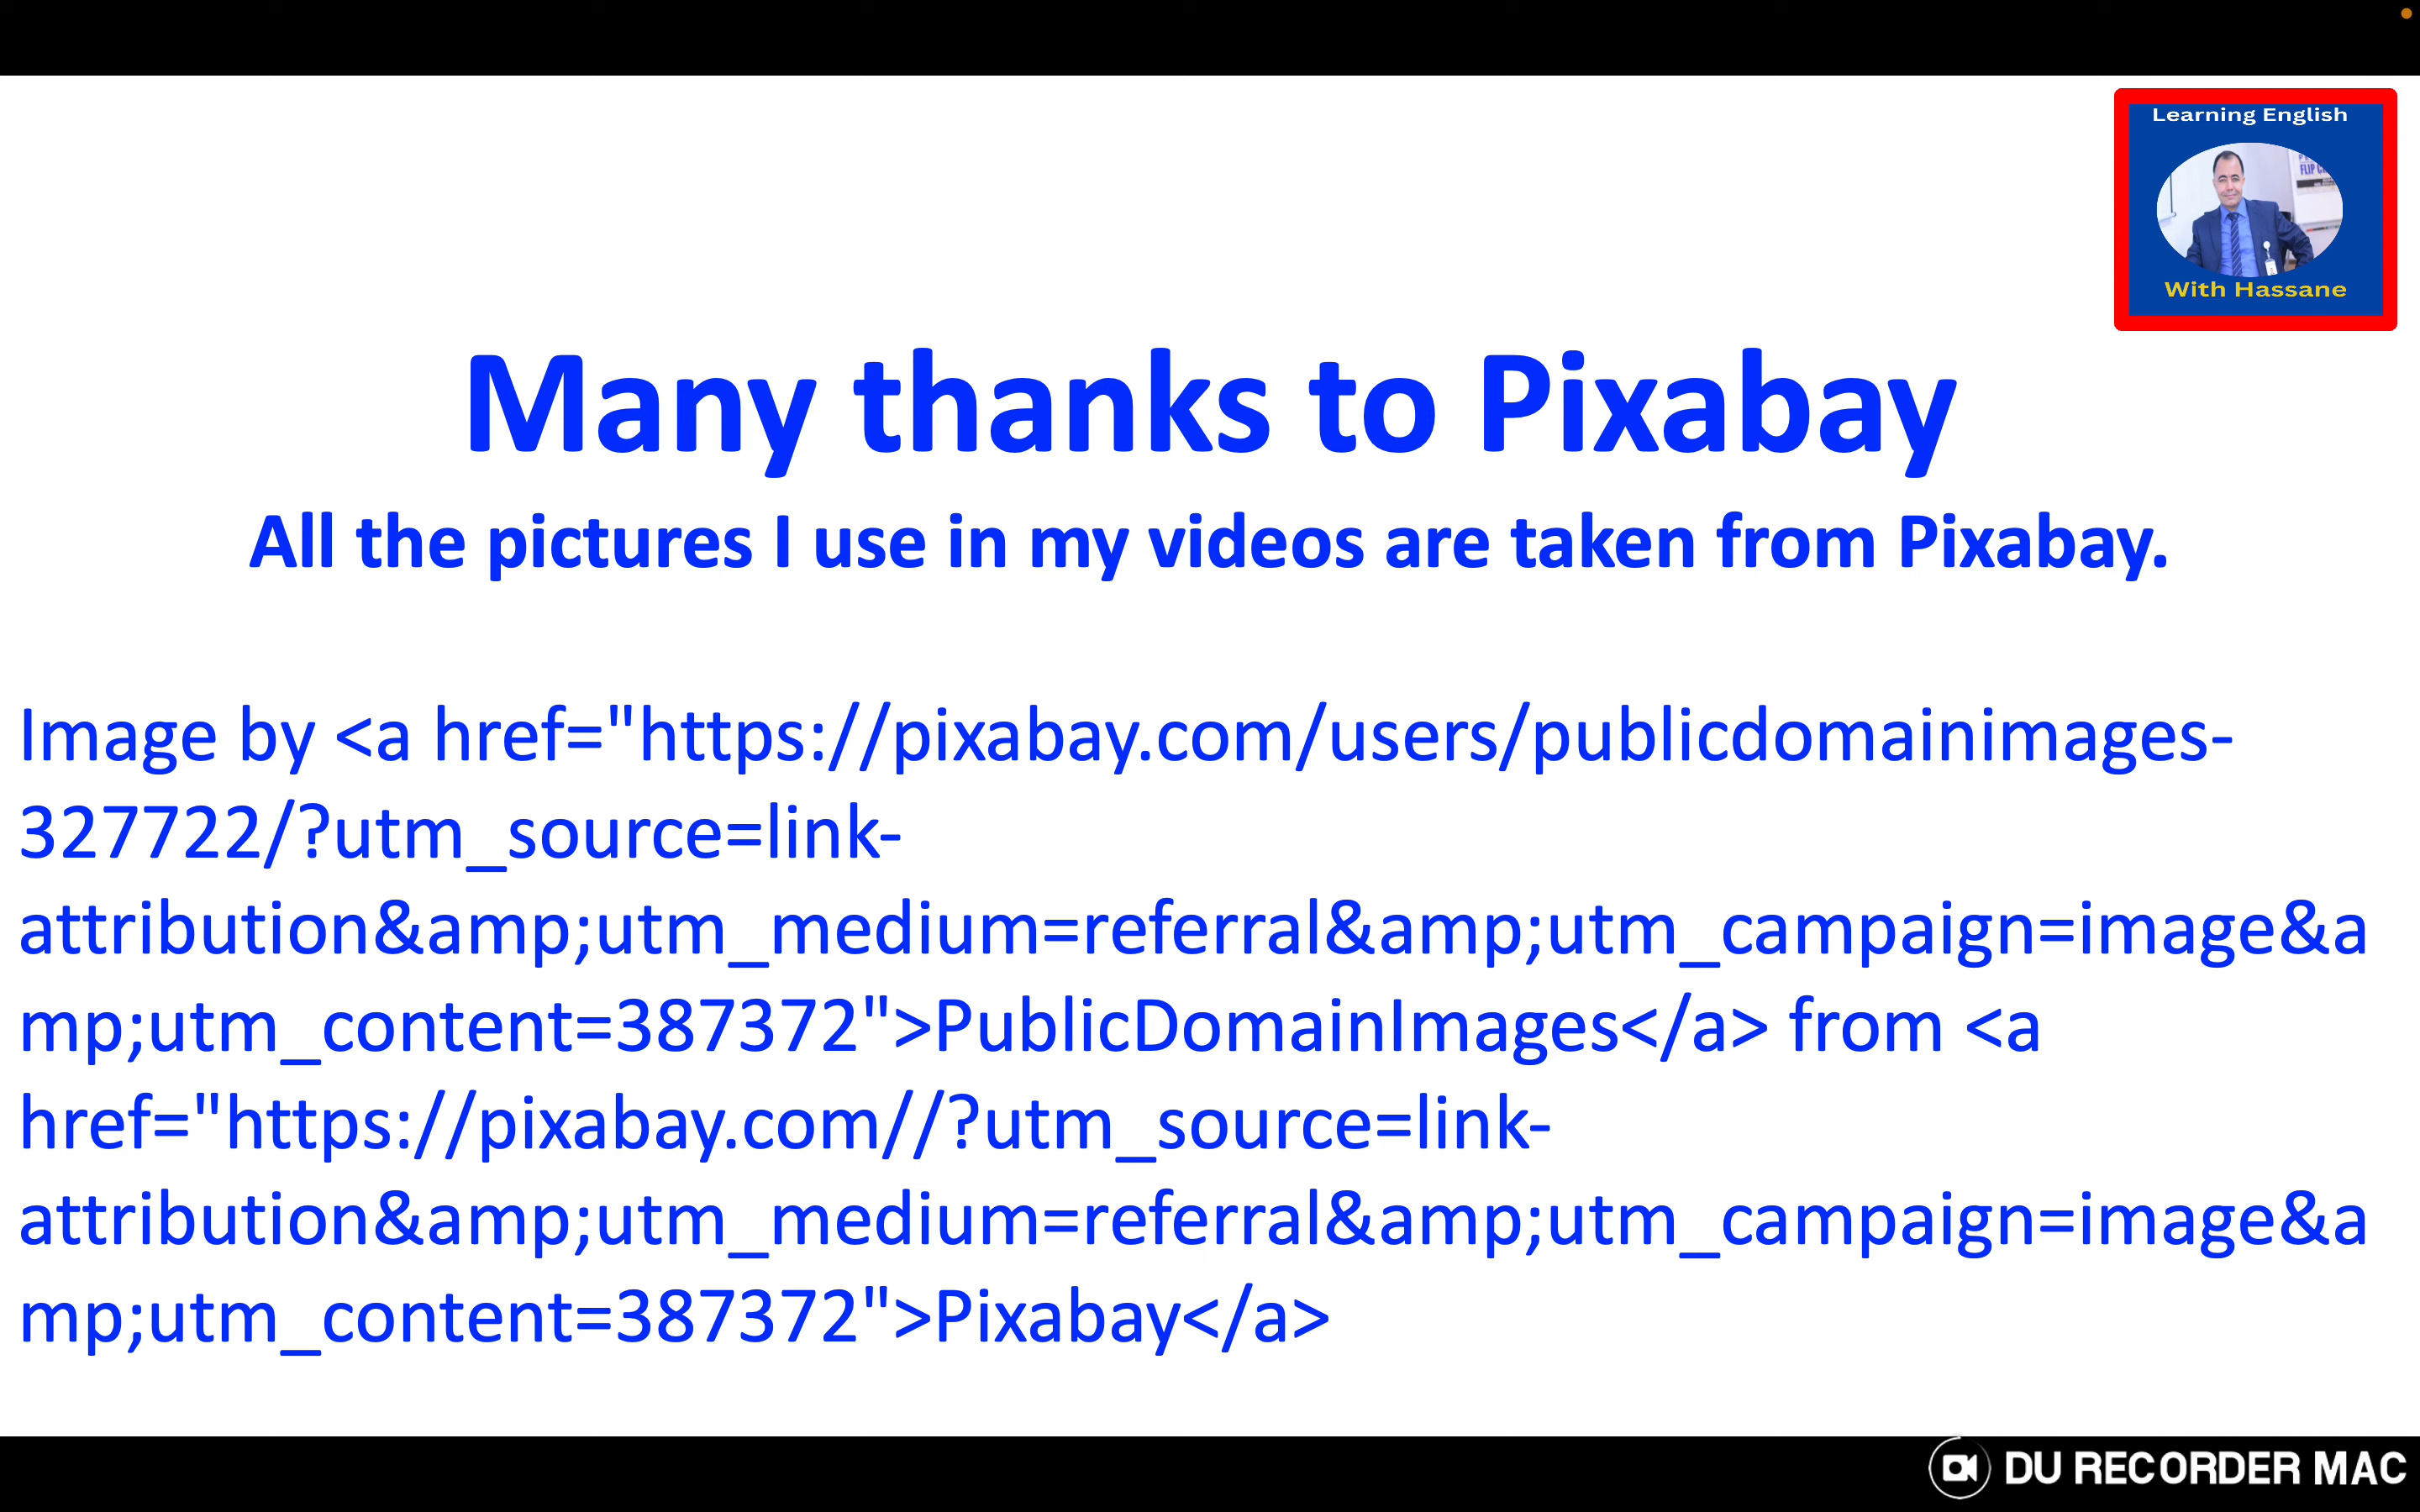 Learning English
With Hassane
Many thanks to Pixabay
All the pictures I use in my videos are taken from Pixabay.
Image by <a href="https://pixabay.com/users/publicdomainimages-
327722/?utm_source=link-
attribution&amp;utm_medium=referral&amp;utm_campaign=image&a
mp;utm_content=387372">PublicDomainImages</a> from <a
href="https://pixabay.com//?utm_source=link-
attribution&amp;utm_medium=referral&amp;utm_campaign=image&a
mp;utm_content=387372">Pixabay</a>
DU RECORDER MAC